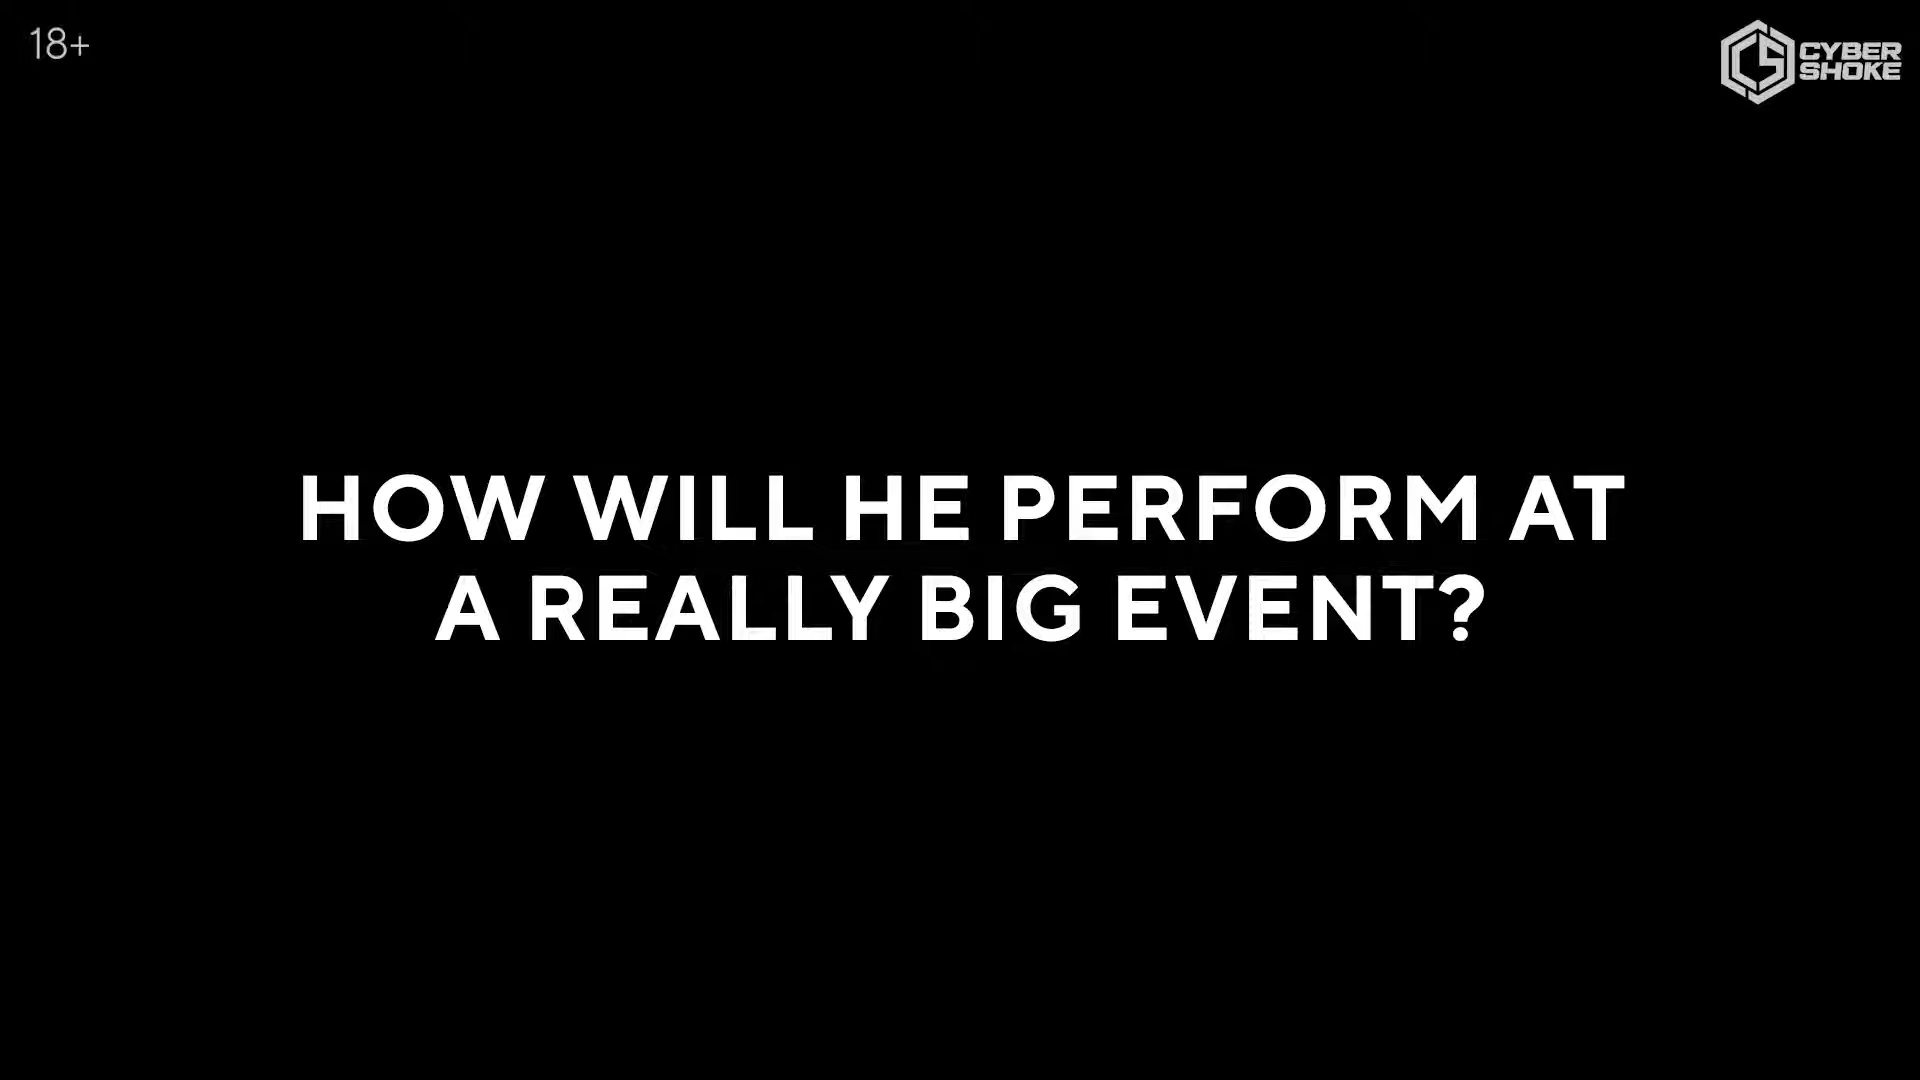 18+
CYBER
SHOKE
HOW WILL HE PERFORM AT
A REALLY BIG EVENT?